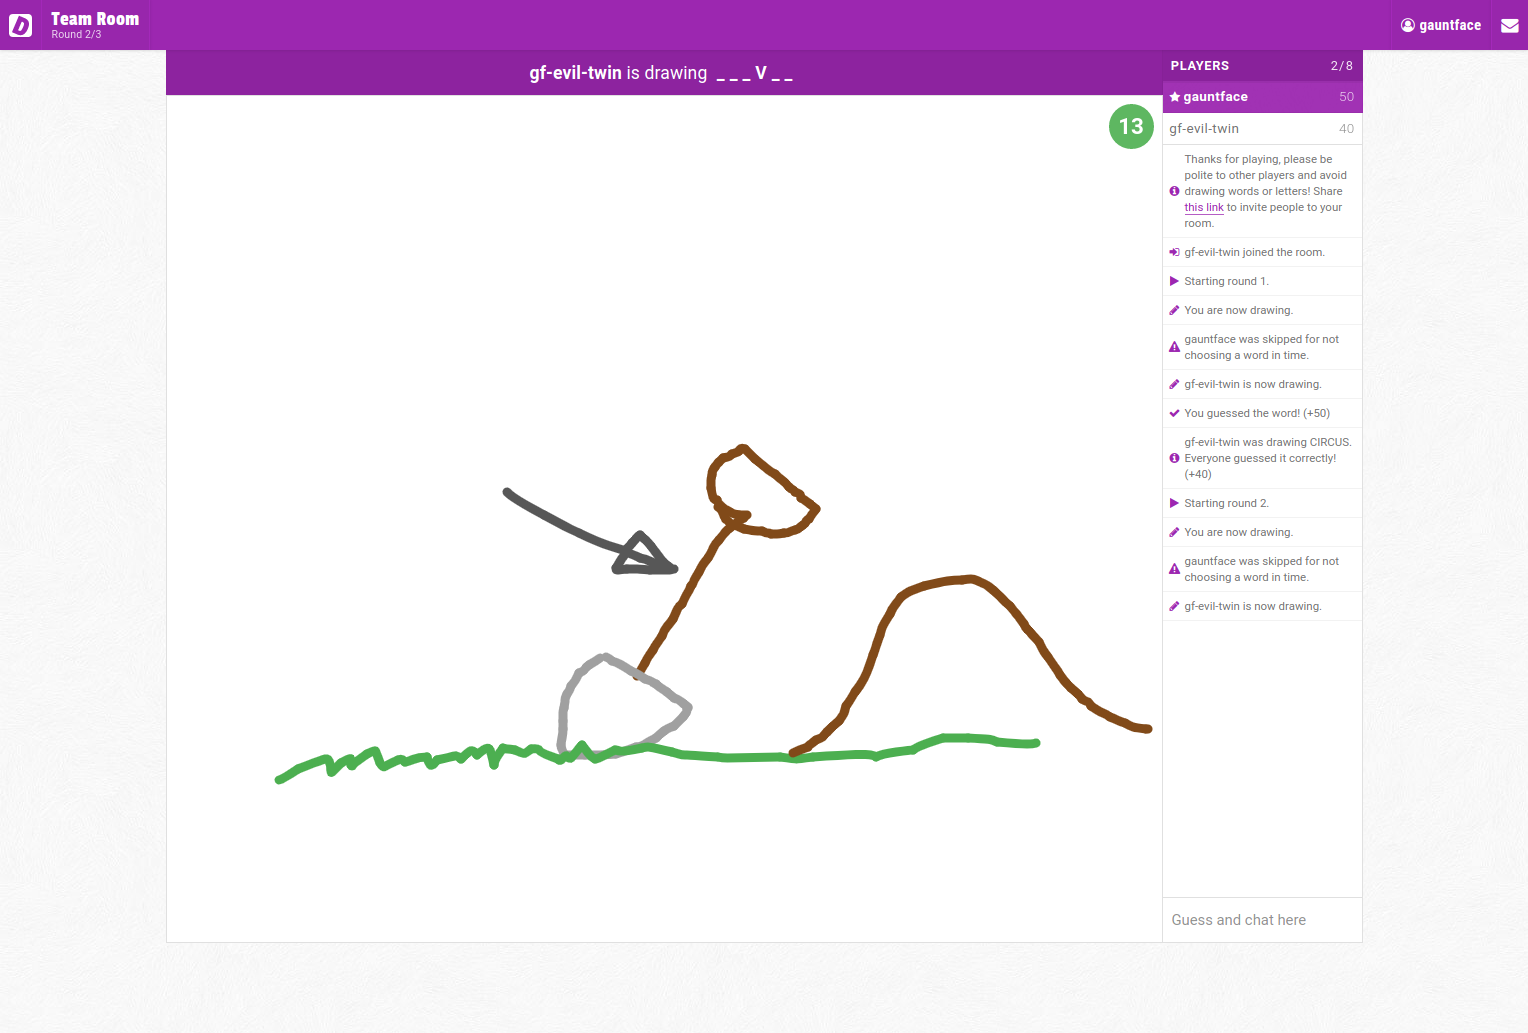 Team Room
Round 2/3
gauntface
gf-evil-twin is drawing _ _ _ V _ _
PLAYERS 2/8
gauntface 50
gf-evil-twin 40
13
Thanks for playing, please be
polite to other players and avoid
drawing words or letters! Share
this link to invite people to your
room.
gf-evil-twin joined the room.
Starting round 1.
You are now drawing.
gauntface was skipped for not
choosing a word in time.
gf-evil-twin is now drawing.
You guessed the word! (+50)
gf-evil-twin was drawing CIRCUS.
Everyone guessed it correctly!
(+40)
Starting round 2.
You are now drawing.
gauntface was skipped for not
choosing a word in time.
gf-evil-twin is now drawing.
Guess and chat here